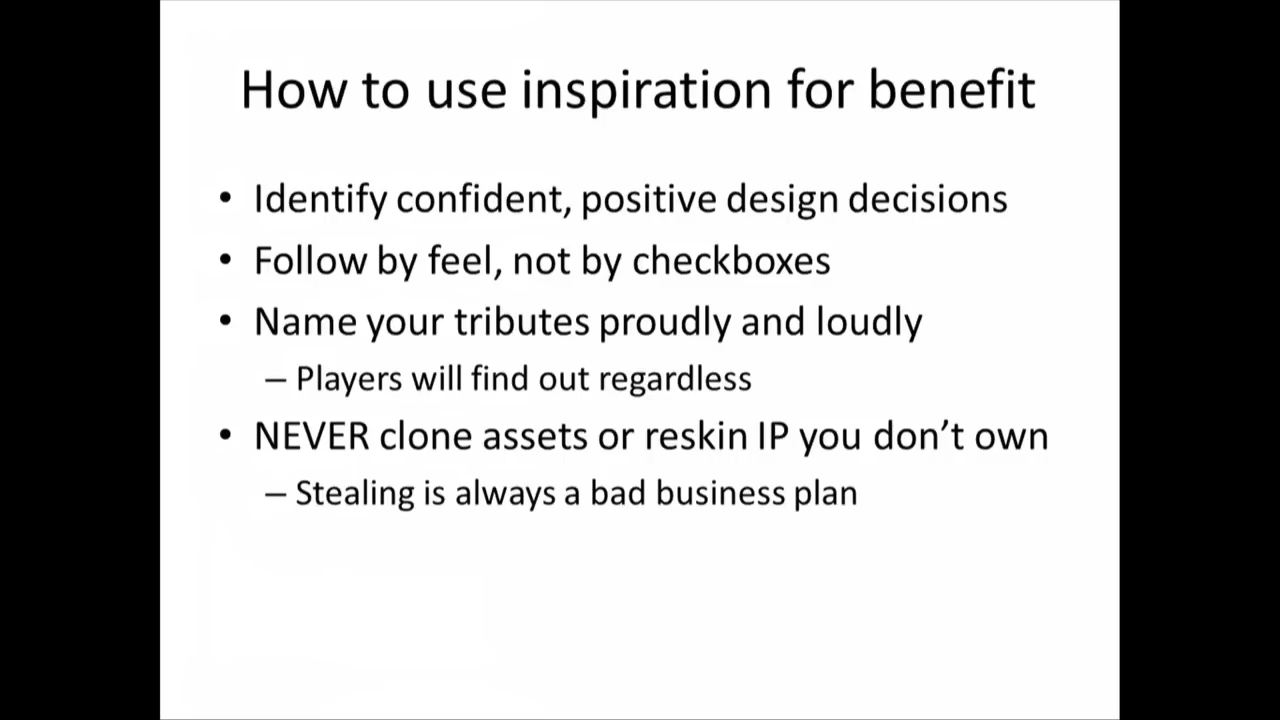 How to use inspiration for benefit
• Identify confident, positive design decisions
• Follow by feel, not by checkboxes
• Name your tributes proudly and loudly
– Players will find out regardless
• NEVER clone assets or reskin IP you don’t own
– Stealing is always a bad business plan